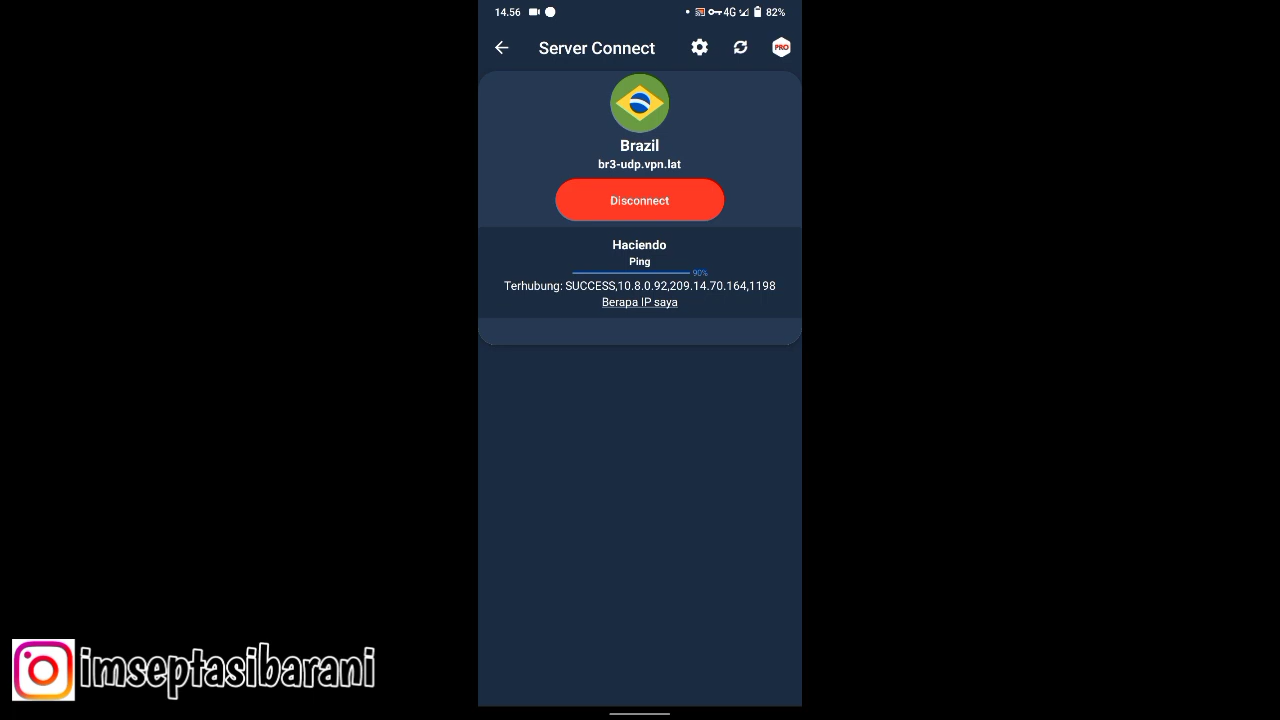 14.56 4G 82%
Server Connect PRO
Brazil
br3-udp.vpn.lat
Disconnect
Haciendo
Ping
90%
Terhubung: SUCCESS,10.8.0.92,209.14.70.164,1198
Berapa IP saya
imseptasibarani